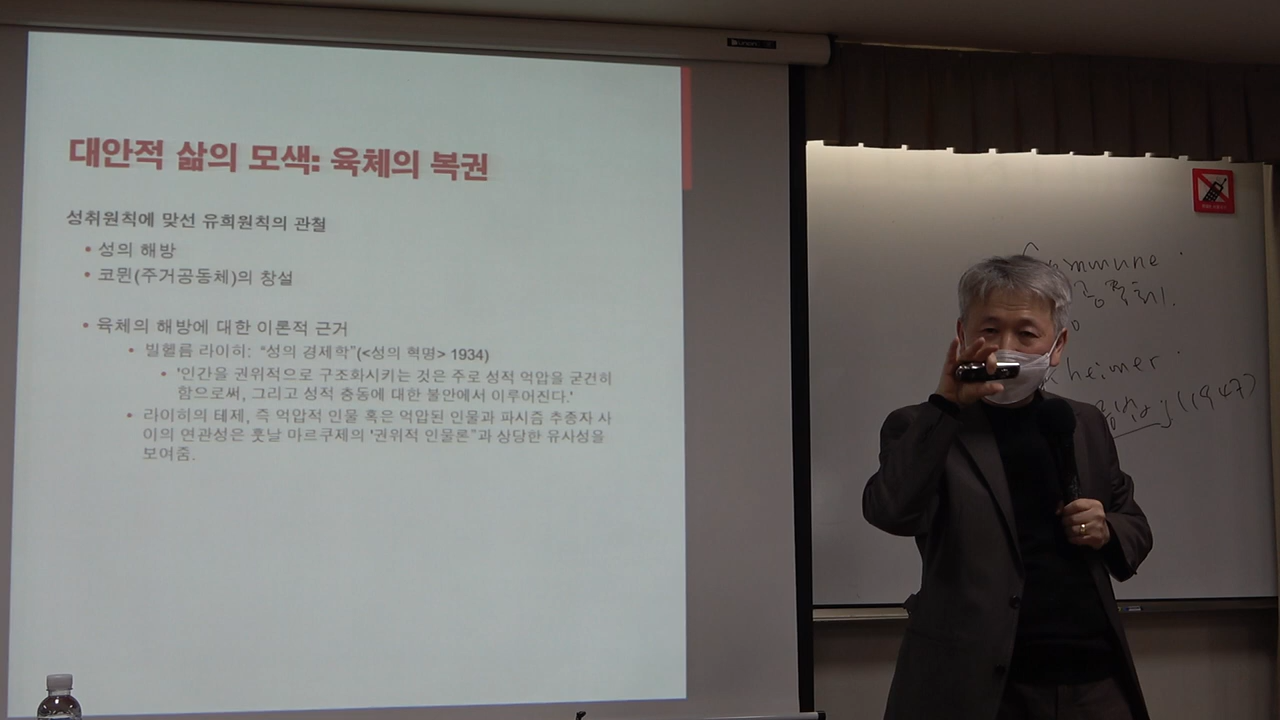 대안적 삶의 모색: 육체의 복권
성취원칙에 맞선 유희원칙의 관철
• 성의 해방
• 코뮌(주거공동체)의 창설
• 육체의 해방에 대한 이론적 근거
• 빌헬름 라이히: “성의 경제학”(<성의 혁명> 1934)
• '인간을 권위적으로 구조화시키는 것은 주로 성적 억압을 굳건히
함으로써, 그리고 성적 충동에 대한 불안에서 이루어진다.'
• 라이히의 테제, 즉 억압적 인물 혹은 억압된 인물과 파시즘 추종자 사
이의 연관성은 훗날 마르쿠제의 '권위적 인물론”과 상당한 유사성을
보여줌.
Commune
공동체
kheimer
(1947)